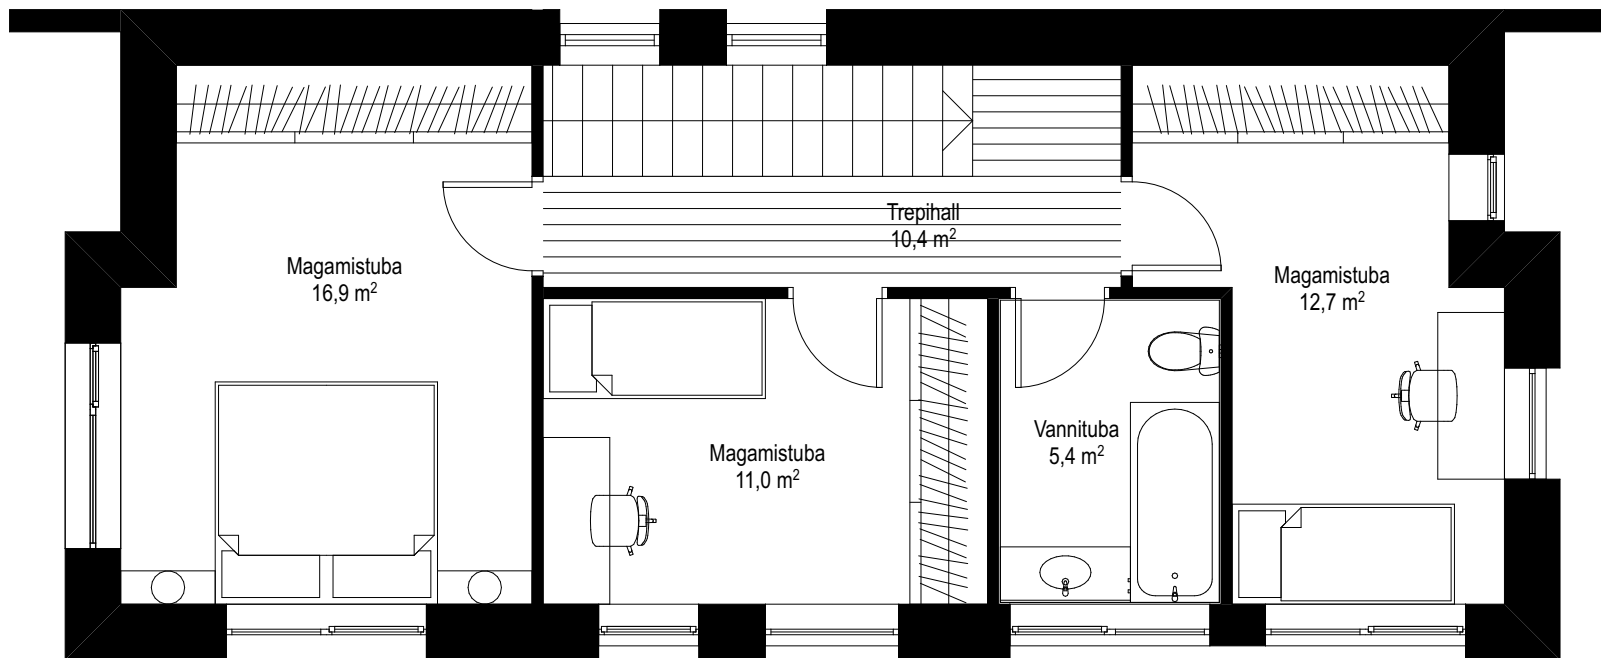 Trepihall
10,4 m²
Magamistuba
16,9 m²
Magamistuba
12,7 m²
Magamistuba
11,0 m²
Vannituba
5,4 m²